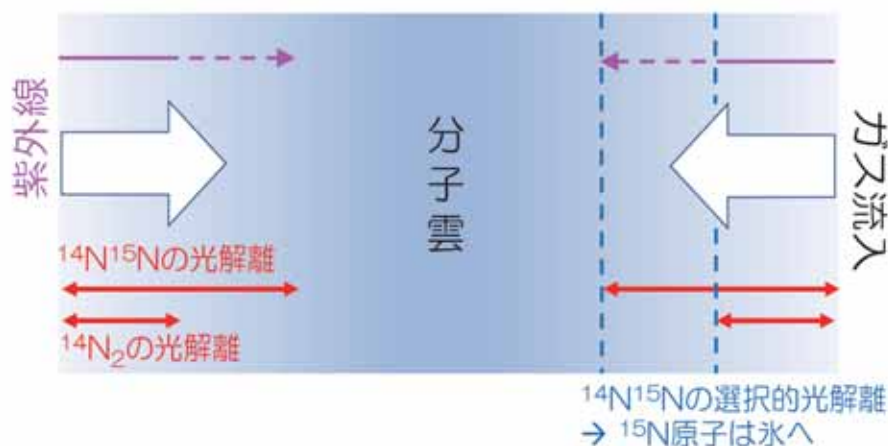 紫外線
分子雲
ガス流入
¹⁴N¹⁵Nの光解離
¹⁴N₂の光解離
¹⁴N¹⁵Nの選択的光解離
→ ¹⁵N原子は氷へ